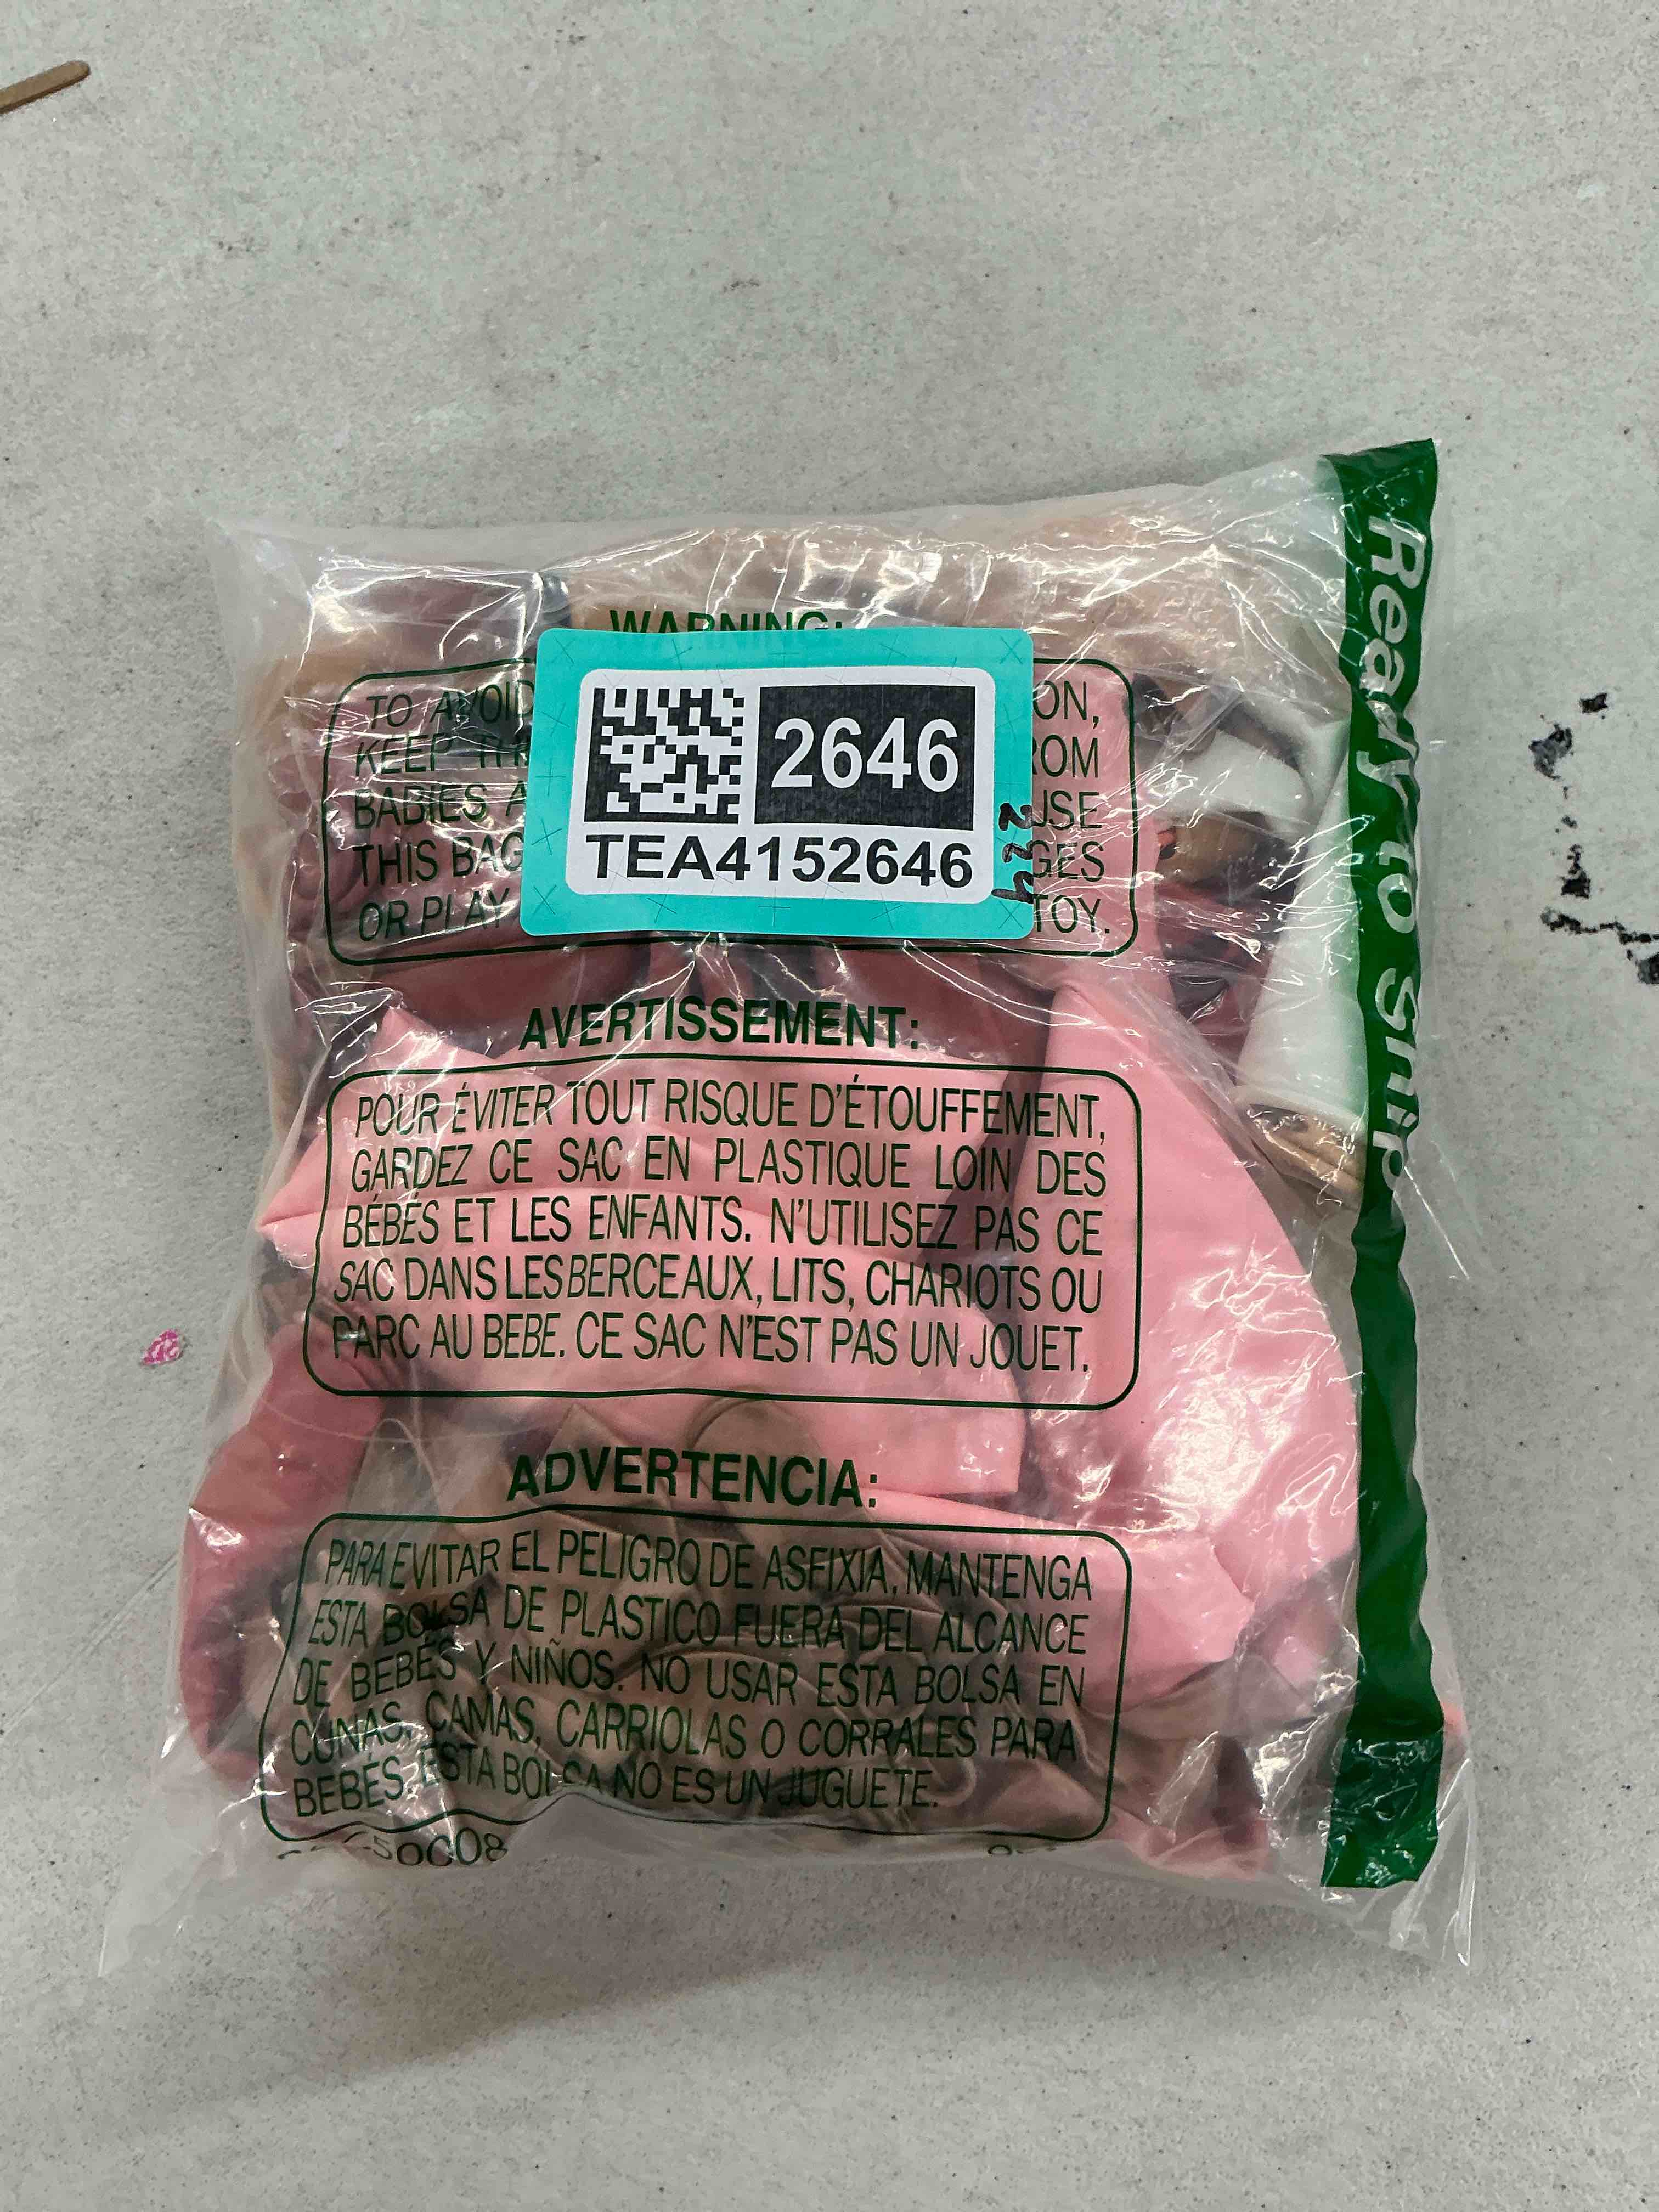 WARNING:
TO AVOID ON,
KEEP ROM
BABIES A USE
THIS BAG GES
OR PLAY TOY.
2646
TEA4152646
234
AVERTISSEMENT:
POUR ÉVITER TOUT RISQUE D'ÉTOUFFEMENT,
GARDEZ CE SAC EN PLASTIQUE LOIN DES
BÉBÉS ET LES ENFANTS. N'UTILISEZ PAS CE
SAC DANS LES BERCEAUX, LITS, CHARIOTS OU
PARC AU BEBE. CE SAC N'EST PAS UN JOUET.
ADVERTENCIA:
PARA EVITAR EL PELIGRO DE ASFIXIA, MANTENGA
ESTA BOLSA DE PLASTICO FUERA DEL ALCANCE
DE BEBÉS Y NIÑOS. NO USAR ESTA BOLSA EN
CUNAS, CAMAS, CARRIOLAS O CORRALES PARA
BEBÉS. ESTA BOLSA NO ES UN JUGUETE.
-50008
Ready to Ship